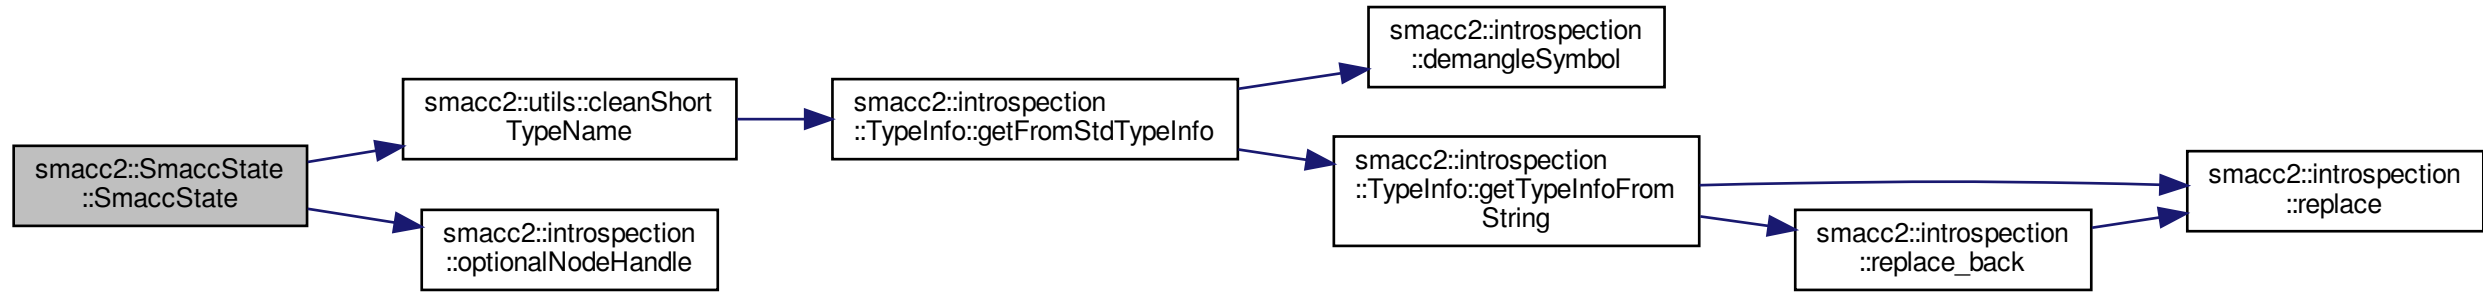 smacc2::SmaccState
::SmaccState
smacc2::utils::cleanShort
TypeName
smacc2::introspection
::optionalNodeHandle
smacc2::introspection
::TypeInfo::getFromStdTypeInfo
smacc2::introspection
::demangleSymbol
smacc2::introspection
::TypeInfo::getTypeInfoFrom
String
smacc2::introspection
::replace_back
smacc2::introspection
::replace